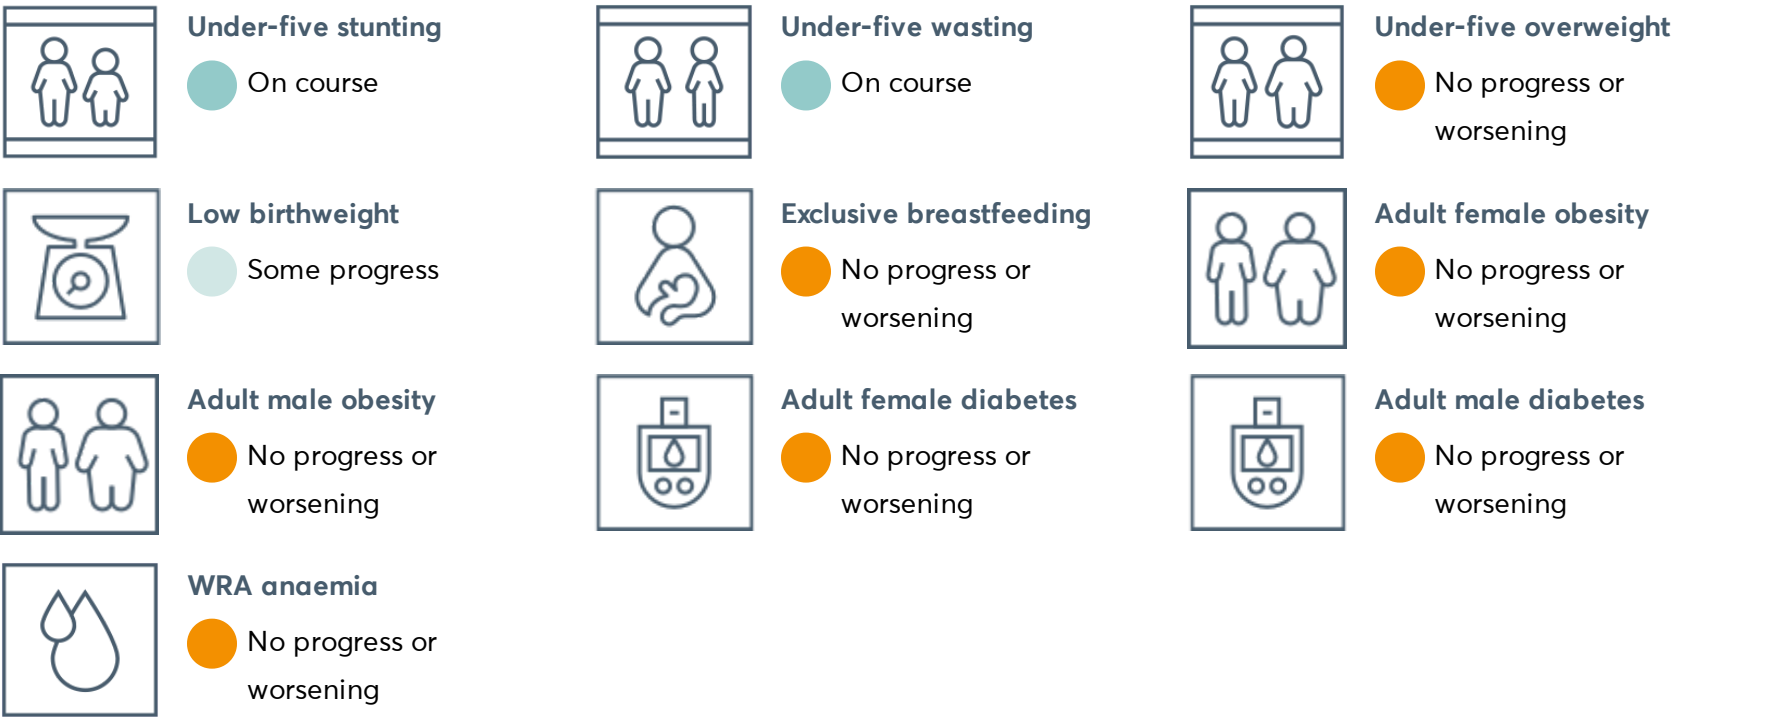 Under-five stunting
On course
Under-five wasting
On course
Under-five overweight
No progress or
worsening
Low birthweight
Some progress
Exclusive breastfeeding
No progress or
worsening
Adult female obesity
No progress or
worsening
Adult male obesity
No progress or
worsening
Adult female diabetes
No progress or
worsening
Adult male diabetes
No progress or
worsening
WRA anaemia
No progress or
worsening